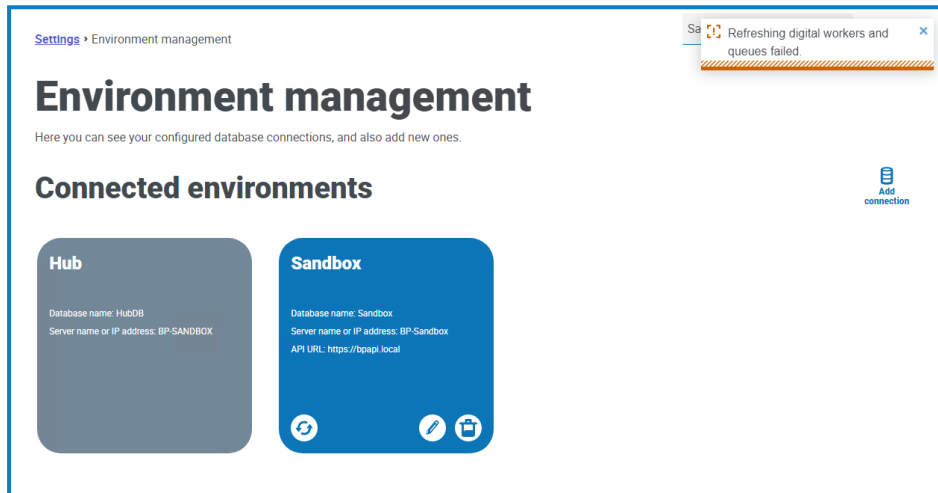 Settings › Environment management
Sa
Refreshing digital workers and
queues failed.
Environment management
Here you can see your configured database connections, and also add new ones.
Connected environments
Add
connection
Hub
Database name: HubDB
Server name or IP address: BP-SANDBOX
Sandbox
Database name: Sandbox
Server name or IP address: BP-Sandbox
API URL: https://bpapi.local